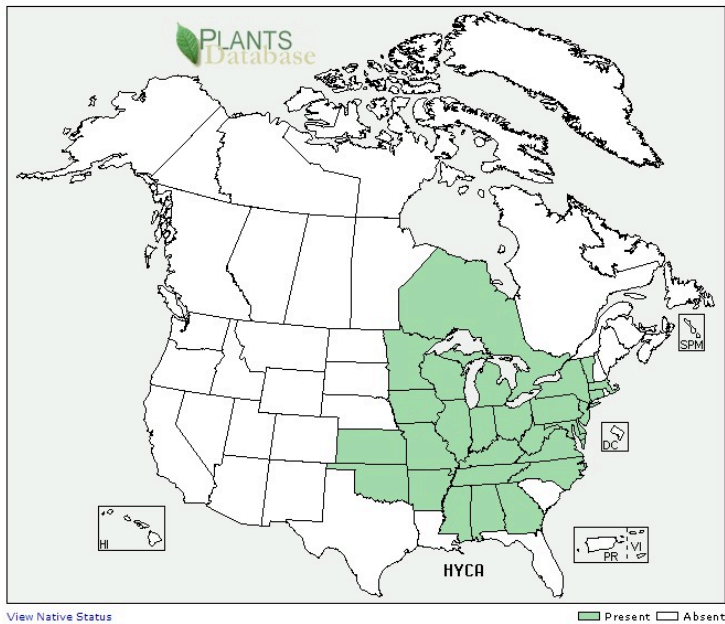 PLANTS
Database
SPM
DC
HI
PR
VI
HYCA
View Native Status
Present
Absent